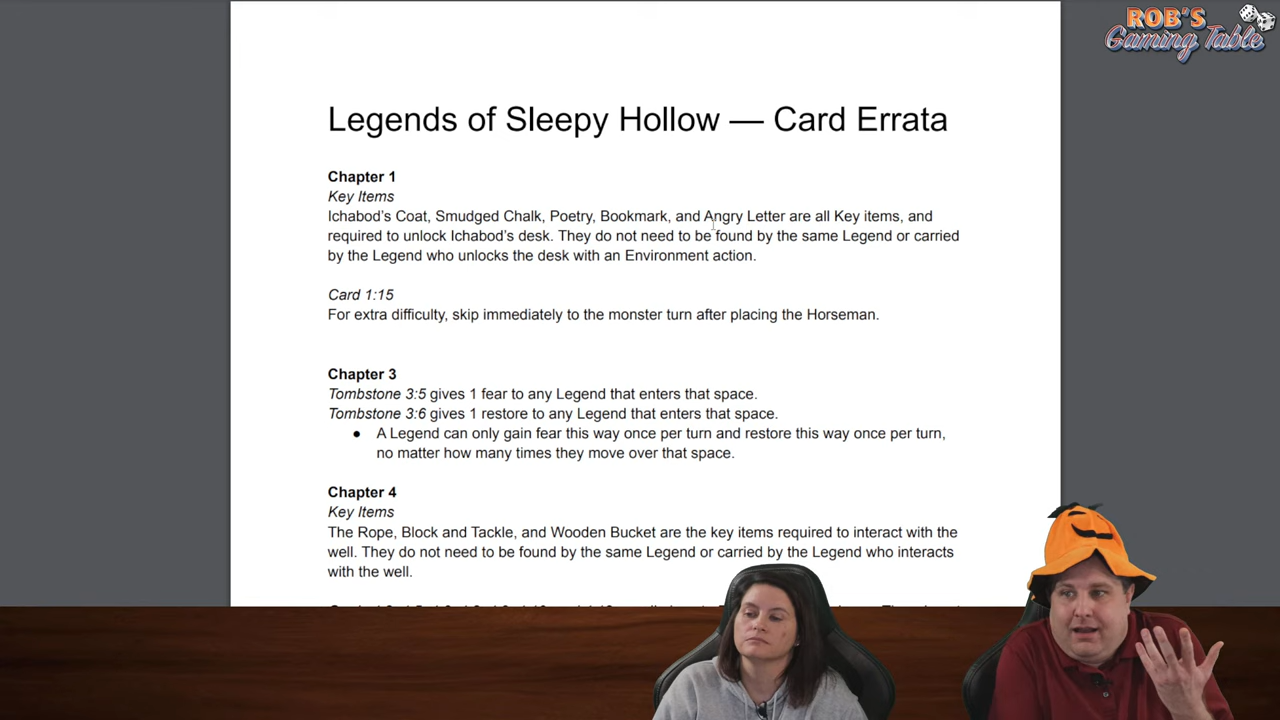 ROB'S
Gaming Table
Legends of Sleepy Hollow — Card Errata
Chapter 1
Key Items
Ichabod's Coat, Smudged Chalk, Poetry, Bookmark, and Angry Letter are all Key items, and
required to unlock Ichabod's desk. They do not need to be found by the same Legend or carried
by the Legend who unlocks the desk with an Environment action.
Card 1:15
For extra difficulty, skip immediately to the monster turn after placing the Horseman.
Chapter 3
Tombstone 3:5 gives 1 fear to any Legend that enters that space.
Tombstone 3:6 gives 1 restore to any Legend that enters that space.
● A Legend can only gain fear this way once per turn and restore this way once per turn,
no matter how many times they move over that space.
Chapter 4
Key Items
The Rope, Block and Tackle, and Wooden Bucket are the key items required to interact with the
well. They do not need to be found by the same Legend or carried by the Legend who interacts
with the well.